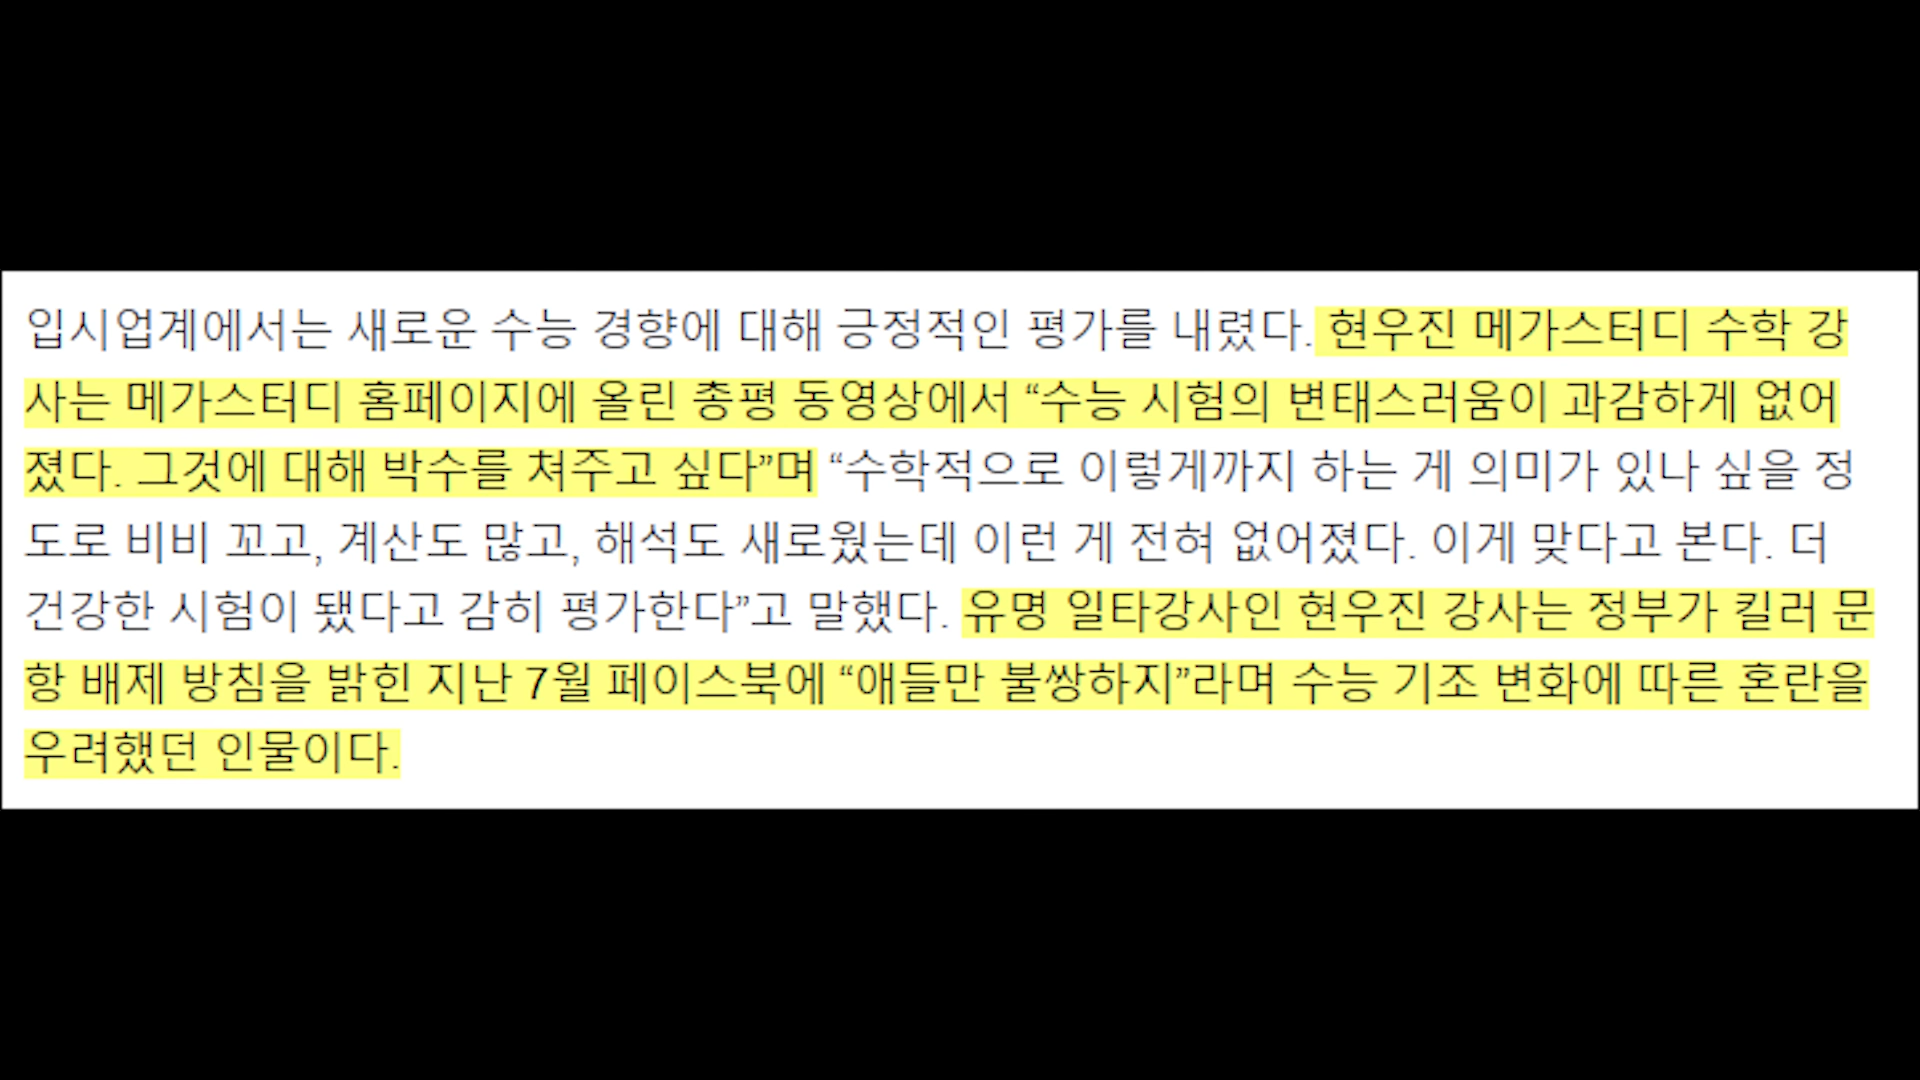 입시업계에서는 새로운 수능 경향에 대해 긍정적인 평가를 내렸다. 현우진 메가스터디 수학 강
사는 메가스터디 홈페이지에 올린 총평 동영상에서 “수능 시험의 변태스러움이 과감하게 없어
졌다. 그것에 대해 박수를 쳐주고 싶다”며 “수학적으로 이렇게까지 하는 게 의미가 있나 싶을 정
도로 비비 꼬고, 계산도 많고, 해석도 새로웠는데 이런 게 전혀 없어졌다. 이게 맞다고 본다. 더
건강한 시험이 됐다고 감히 평가한다”고 말했다. 유명 일타강사인 현우진 강사는 정부가 킬러 문
항 배제 방침을 밝힌 지난 7월 페이스북에 “애들만 불쌍하지”라며 수능 기조 변화에 따른 혼란을
우려했던 인물이다.